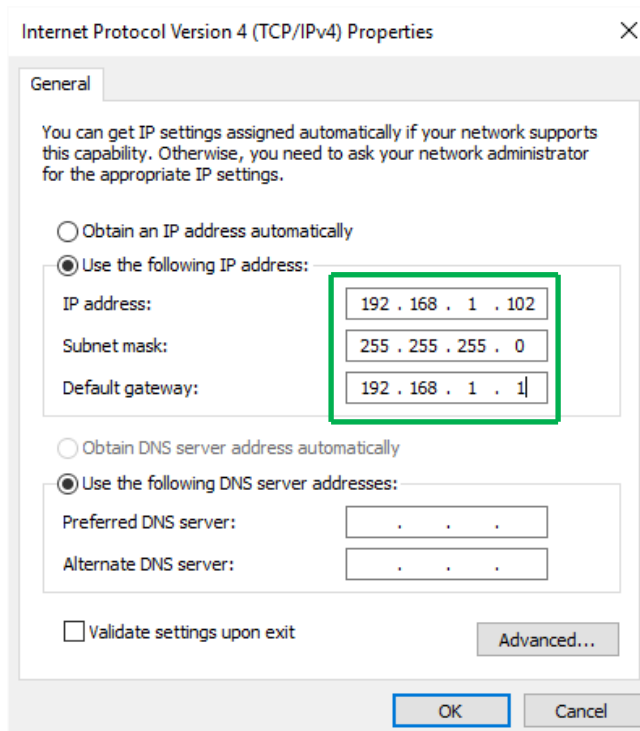 Internet Protocol Version 4 (TCP/IPv4) Properties
General
You can get IP settings assigned automatically if your network supports
this capability. Otherwise, you need to ask your network administrator
for the appropriate IP settings.
Obtain an IP address automatically
Use the following IP address:
IP address: 192 . 168 . 1 . 102
Subnet mask: 255 . 255 . 255 . 0
Default gateway: 192 . 168 . 1 . 1
Obtain DNS server address automatically
Use the following DNS server addresses:
Preferred DNS server: . . .
Alternate DNS server: . . .
Validate settings upon exit
Advanced...
OK Cancel